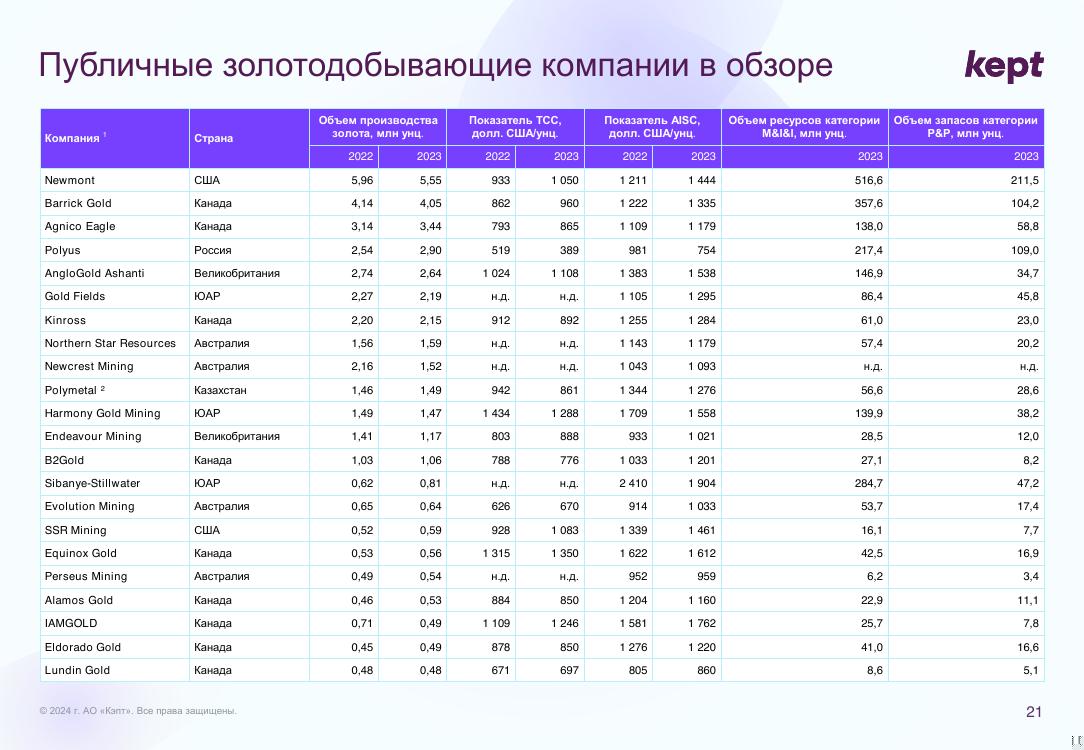 Публичные золотодобывающие компании в обзоре
kept
Компания ¹ Страна Объем производства золота, млн унц. Показатель TCC, долл. США/унц. Показатель AISC, долл. США/унц. Объем ресурсов категории M&I&I, млн унц. Объем запасов категории P&P, млн унц.
2022 2023 2022 2023 2022 2023 2023 2023
Newmont США 5,96 5,55 933 1 050 1 211 1 444 516,6 211,5
Barrick Gold Канада 4,14 4,05 862 960 1 222 1 335 357,6 104,2
Agnico Eagle Канада 3,14 3,44 793 865 1 109 1 179 138,0 58,8
Polyus Россия 2,54 2,90 519 389 981 754 217,4 109,0
AngloGold Ashanti Великобритания 2,74 2,64 1 024 1 108 1 383 1 538 146,9 34,7
Gold Fields ЮАР 2,27 2,19 н.д. н.д. 1 105 1 295 86,4 45,8
Kinross Канада 2,20 2,15 912 892 1 255 1 284 61,0 23,0
Northern Star Resources Австралия 1,56 1,59 н.д. н.д. 1 143 1 179 57,4 20,2
Newcrest Mining Австралия 2,16 1,52 н.д. н.д. 1 043 1 093 н.д. н.д.
Polymetal ² Казахстан 1,46 1,49 942 861 1 344 1 276 56,6 28,6
Harmony Gold Mining ЮАР 1,49 1,47 1 434 1 288 1 709 1 558 139,9 38,2
Endeavour Mining Великобритания 1,41 1,17 803 888 933 1 021 28,5 12,0
B2Gold Канада 1,03 1,06 788 776 1 033 1 201 27,1 8,2
Sibanye-Stillwater ЮАР 0,62 0,81 н.д. н.д. 2 410 1 904 284,7 47,2
Evolution Mining Австралия 0,65 0,64 626 670 914 1 033 53,7 17,4
SSR Mining США 0,52 0,59 928 1 083 1 339 1 461 16,1 7,7
Equinox Gold Канада 0,53 0,56 1 315 1 350 1 622 1 612 42,5 16,9
Perseus Mining Австралия 0,49 0,54 н.д. н.д. 952 959 6,2 3,4
Alamos Gold Канада 0,46 0,53 884 850 1 204 1 160 22,9 11,1
IAMGOLD Канада 0,71 0,49 1 109 1 246 1 581 1 762 25,7 7,8
Eldorado Gold Канада 0,45 0,49 878 850 1 276 1 220 41,0 16,6
Lundin Gold Канада 0,48 0,48 671 697 805 860 8,6 5,1
© 2024 г. АО «Кэпт». Все права защищены.
21